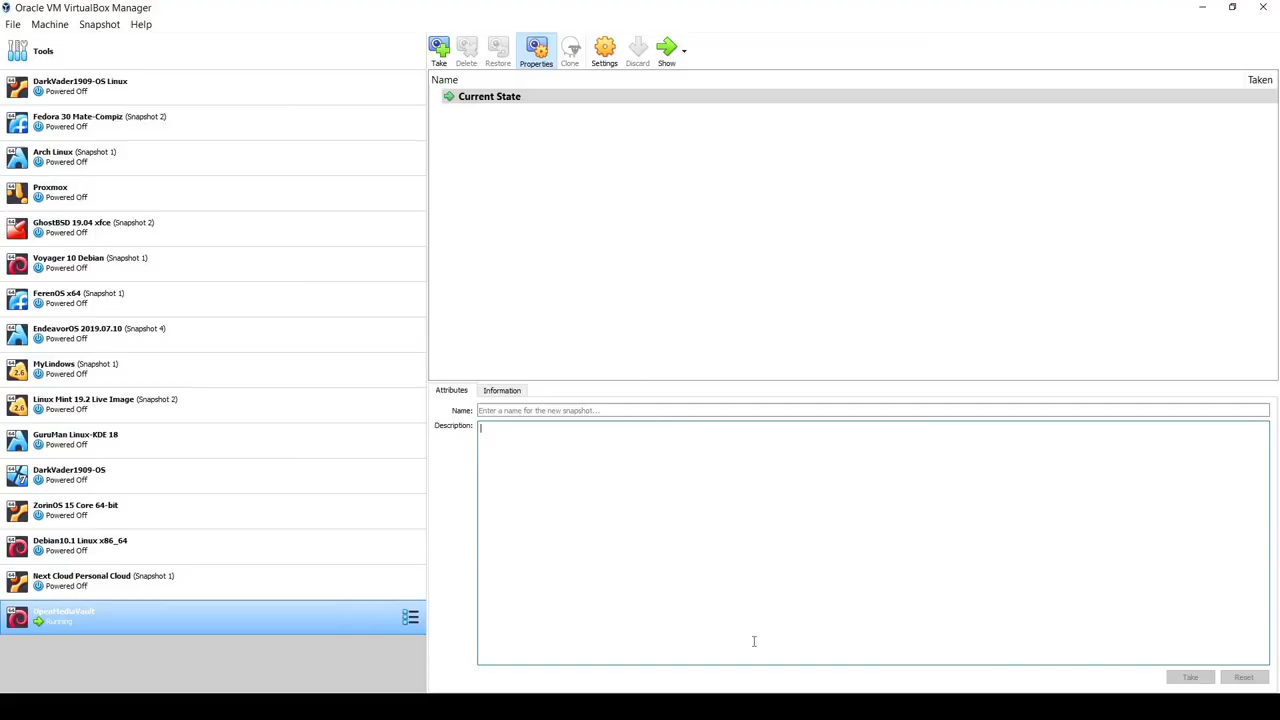 Oracle VM VirtualBox Manager
File Machine Snapshot Help
Tools
DarkVader1909-OS Linux
Powered Off
Fedora 30 Mate-Compiz (Snapshot 2)
Powered Off
Arch Linux (Snapshot 1)
Powered Off
Proxmox
Powered Off
GhostBSD 19.04 xfce (Snapshot 2)
Powered Off
Voyager 10 Debian (Snapshot 1)
Powered Off
FerenOS x64 (Snapshot 1)
Powered Off
EndeavorOS 2019.07.10 (Snapshot 4)
Powered Off
MyLindows (Snapshot 1)
Powered Off
Linux Mint 19.2 Live Image (Snapshot 2)
Powered Off
GuruMan Linux-KDE 18
Powered Off
DarkVader1909-OS
Powered Off
ZorinOS 15 Core 64-bit
Powered Off
Debian10.1 Linux x86_64
Powered Off
Next Cloud Personal Cloud (Snapshot 1)
Powered Off
OpenMediaVault
Running
Take Delete Restore Properties Clone Settings Discard Show
Name Taken
Current State
Attributes Information
Name: Enter a name for the new snapshot...
Description:
Take Reset